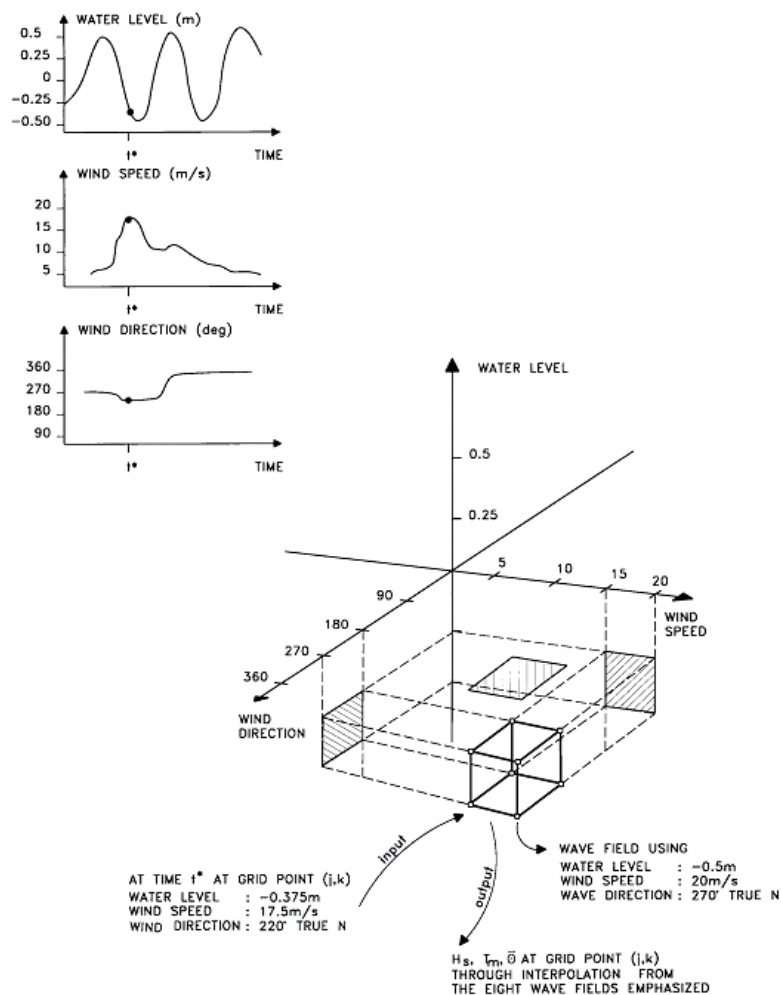 WATER LEVEL (m)
0.5
0.25
0
-0.25
-0.50
t*
TIME
WIND SPEED (m/s)
20
15
10
5
t*
TIME
WIND DIRECTION (deg)
360
270
180
90
t*
TIME
WATER LEVEL
0.5
0.25
5
10
15
20
WIND
SPEED
90
180
270
360
WIND
DIRECTION
input
output
AT TIME t* AT GRID POINT (j,k)
WATER LEVEL : -0.375m
WIND SPEED : 17.5m/s
WIND DIRECTION : 220° TRUE N
WAVE FIELD USING
WATER LEVEL : -0.5m
WIND SPEED : 20m/s
WAVE DIRECTION : 270° TRUE N
Hs, Tm, θ̄ AT GRID POINT (j,k)
THROUGH INTERPOLATION FROM
THE EIGHT WAVE FIELDS EMPHASIZED